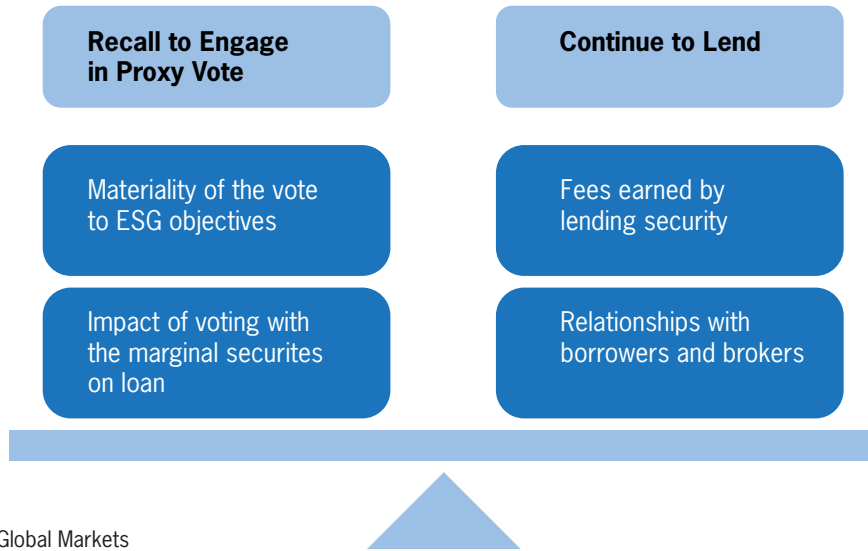 Recall to Engage
in Proxy Vote
Continue to Lend
Materiality of the vote
to ESG objectives
Fees earned by
lending security
Impact of voting with
the marginal securites
on loan
Relationships with
borrowers and brokers
Global Markets